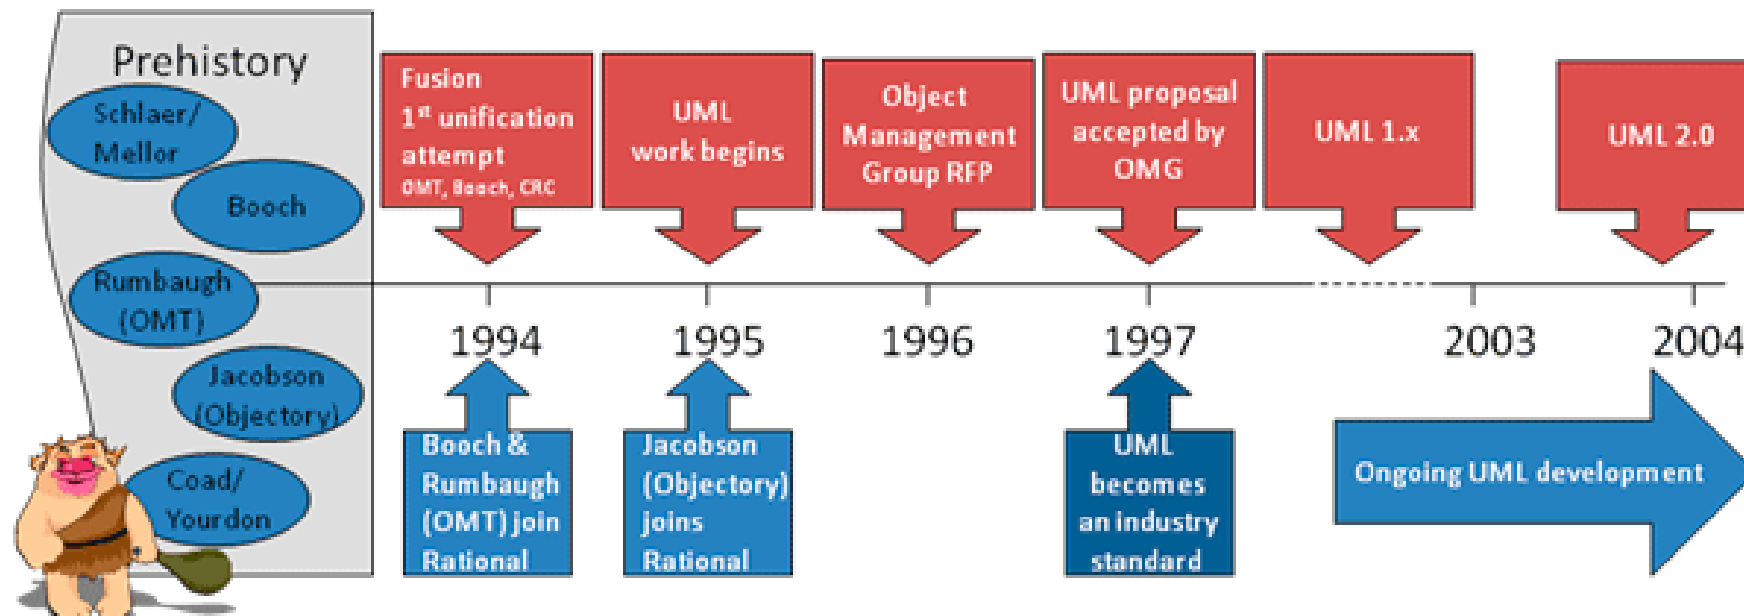 Prehistory
Schlaer/
Mellor
Booch
Rumbaugh
(OMT)
Jacobson
(Objectory)
Coad/
Yourdon
Fusion
1st unification
attempt
OMT, Booch, CRC
UML
work begins
Object
Management
Group RFP
UML proposal
accepted by
OMG
UML 1.x
UML 2.0
1994
1995
1996
1997
2003
2004
Booch &
Rumbaugh
(OMT) join
Rational
Jacobson
(Objectory)
joins
Rational
UML
becomes
an industry
standard
Ongoing UML development